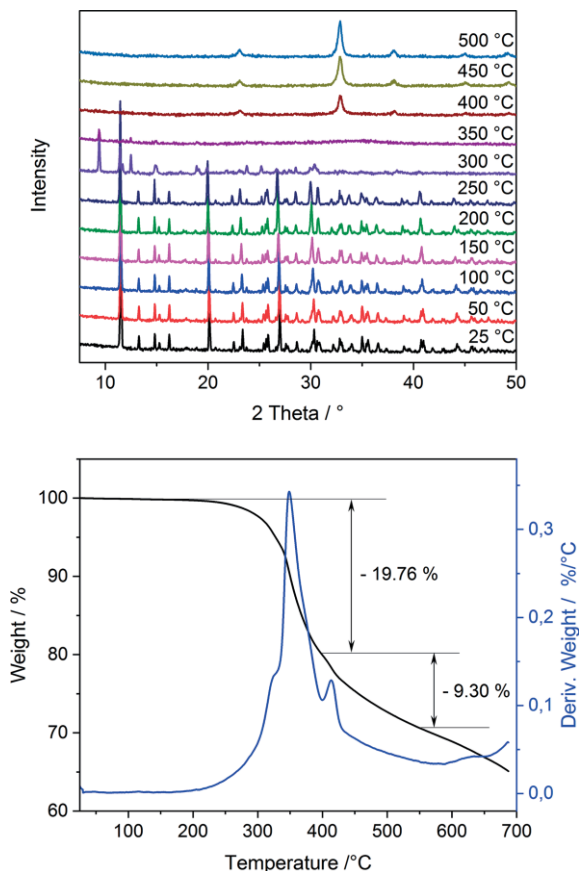 500 °C
450 °C
400 °C
350 °C
300 °C
250 °C
200 °C
150 °C
100 °C
50 °C
25 °C
Intensity
10 20 30 40 50
2 Theta / °
100
90
80
70
60
Weight / %
- 19.76 %
- 9.30 %
0,3
0,2
0,1
0,0
Deriv. Weight / %/°C
100 200 300 400 500 600 700
Temperature /°C